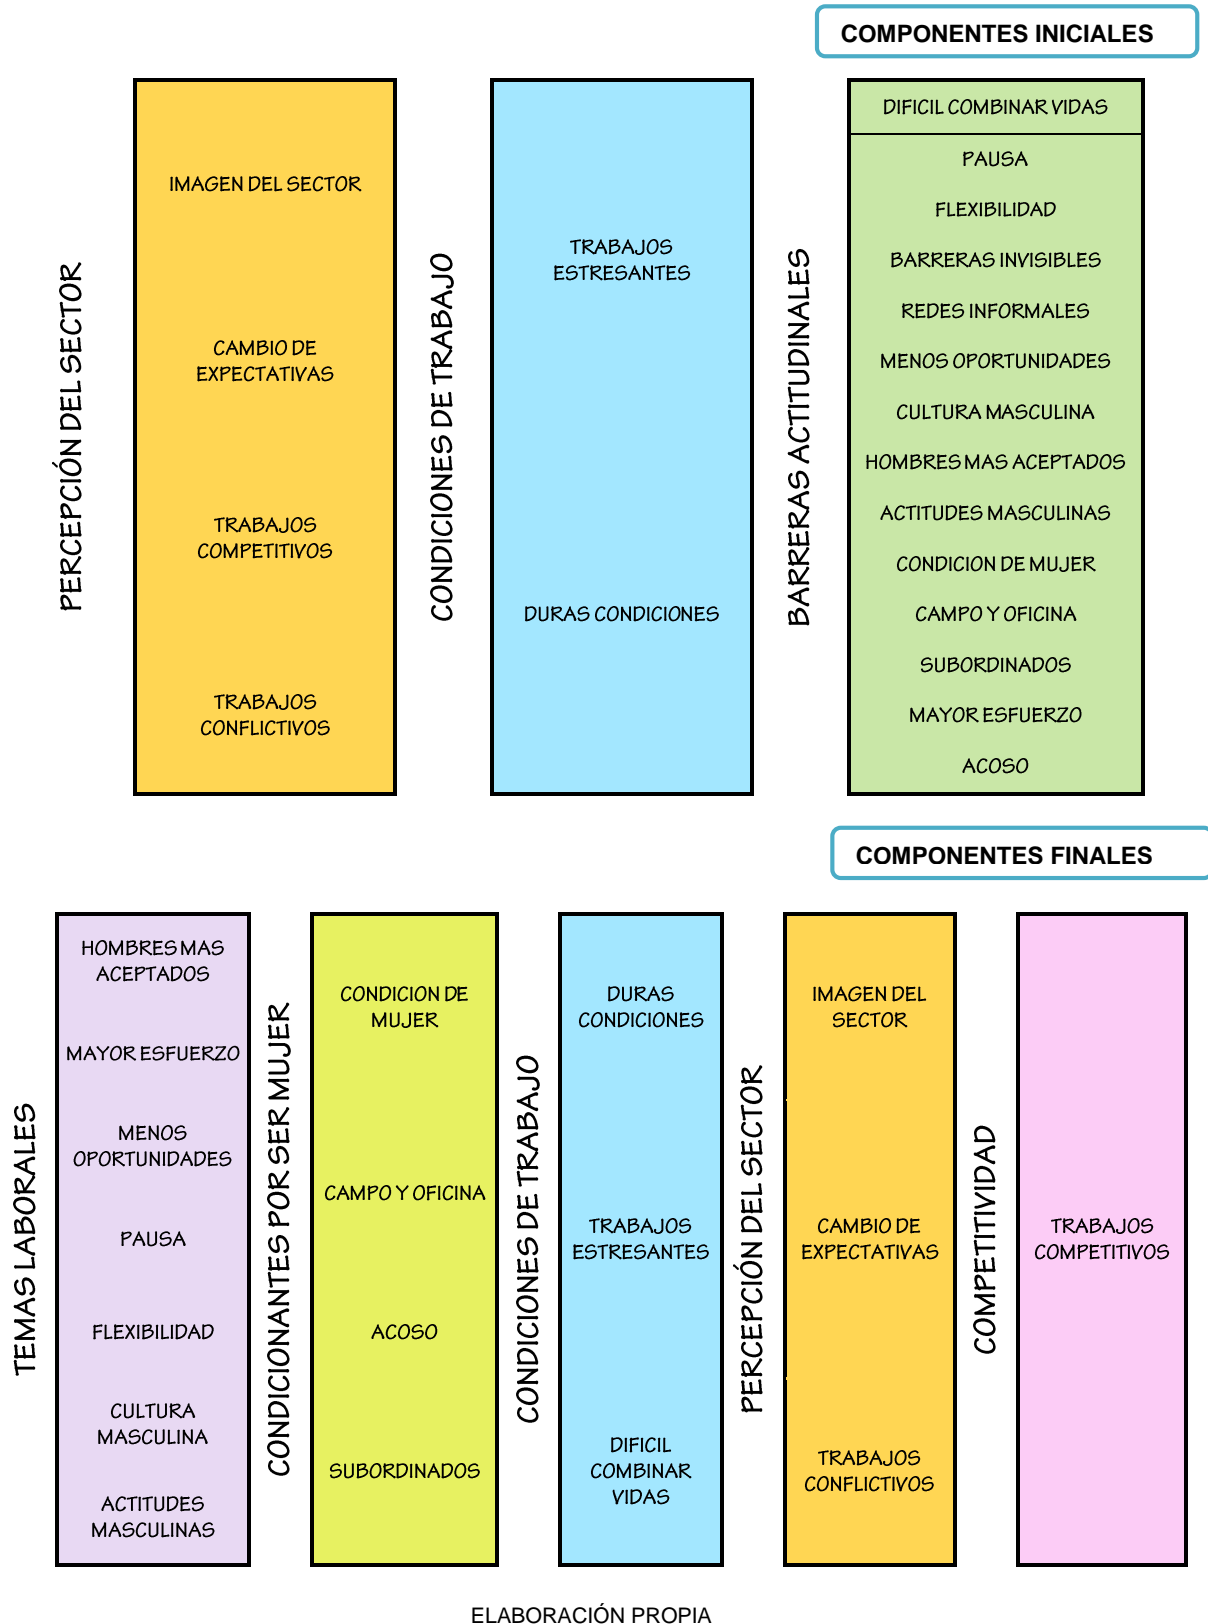 COMPONENTES INICIALES
PERCEPCIÓN DEL SECTOR
IMAGEN DEL SECTOR
CAMBIO DE
EXPECTATIVAS
TRABAJOS
COMPETITIVOS
TRABAJOS
CONFLICTIVOS
CONDICIONES DE TRABAJO
TRABAJOS
ESTRESANTES
DURAS CONDICIONES
BARRERAS ACTITUDINALES
DIFICIL COMBINAR VIDAS
PAUSA
FLEXIBILIDAD
BARRERAS INVISIBLES
REDES INFORMALES
MENOS OPORTUNIDADES
CULTURA MASCULINA
HOMBRES MAS ACEPTADOS
ACTITUDES MASCULINAS
CONDICION DE MUJER
CAMPO Y OFICINA
SUBORDINADOS
MAYOR ESFUERZO
ACOSO
COMPONENTES FINALES
TEMAS LABORALES
HOMBRES MAS
ACEPTADOS
MAYOR ESFUERZO
MENOS
OPORTUNIDADES
PAUSA
FLEXIBILIDAD
CULTURA
MASCULINA
ACTITUDES
MASCULINAS
CONDICIONANTES POR SER MUJER
CONDICION DE
MUJER
CAMPO Y OFICINA
ACOSO
SUBORDINADOS
CONDICIONES DE TRABAJO
DURAS
CONDICIONES
TRABAJOS
ESTRESANTES
DIFICIL
COMBINAR
VIDAS
PERCEPCIÓN DEL SECTOR
IMAGEN DEL
SECTOR
CAMBIO DE
EXPECTATIVAS
TRABAJOS
CONFLICTIVOS
COMPETITIVIDAD
TRABAJOS
COMPETITIVOS
ELABORACIÓN PROPIA